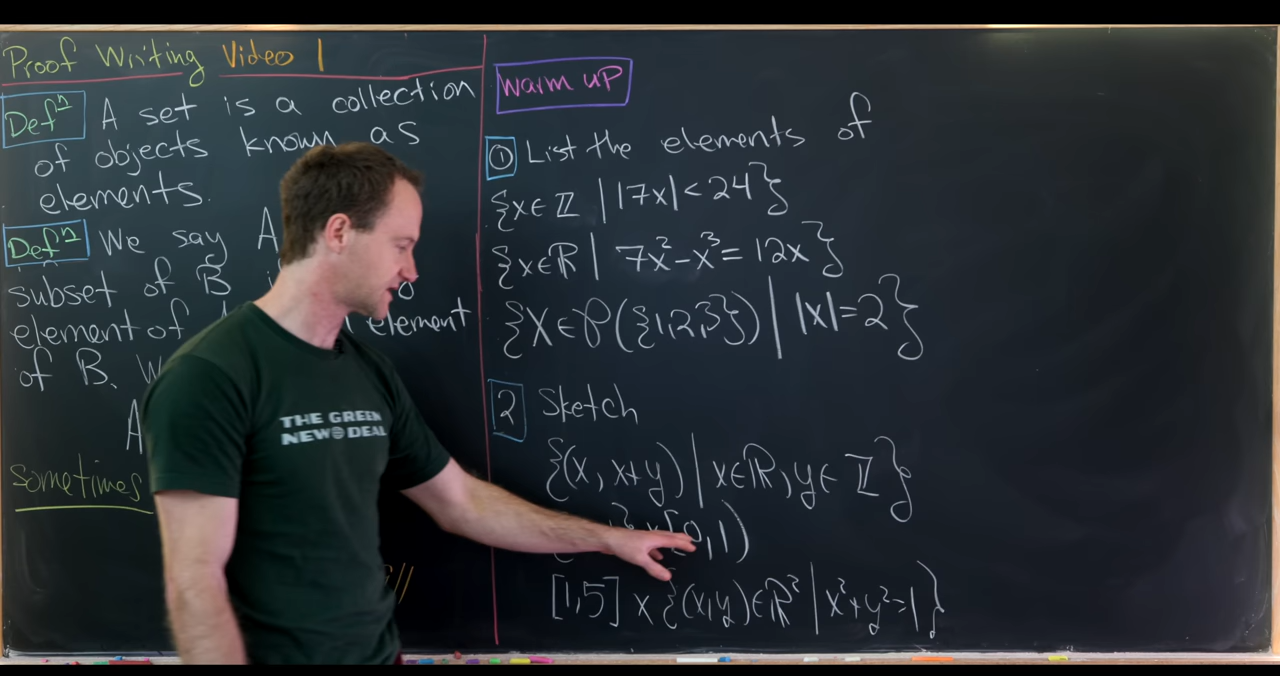 Proof Writing Video 1
Defⁿ A set is a collection
of objects known as
elements.
Defⁿ We say A
subset of B
element of element
of B.
A
sometimes
THE GREEN
NEW DEAL
Warm up
① List the elements of
{x∈ℤ | |17x|<24}
{x∈ℝ | 7x²-x³=12x}
{X∈𝒫({1,2,3}) | |X|=2}
2 Sketch
{(x, x+y) | x∈ℝ, y∈ℤ}
x[0,1)
[1,5] x {(x,y)∈ℝ² | x²+y²=1}